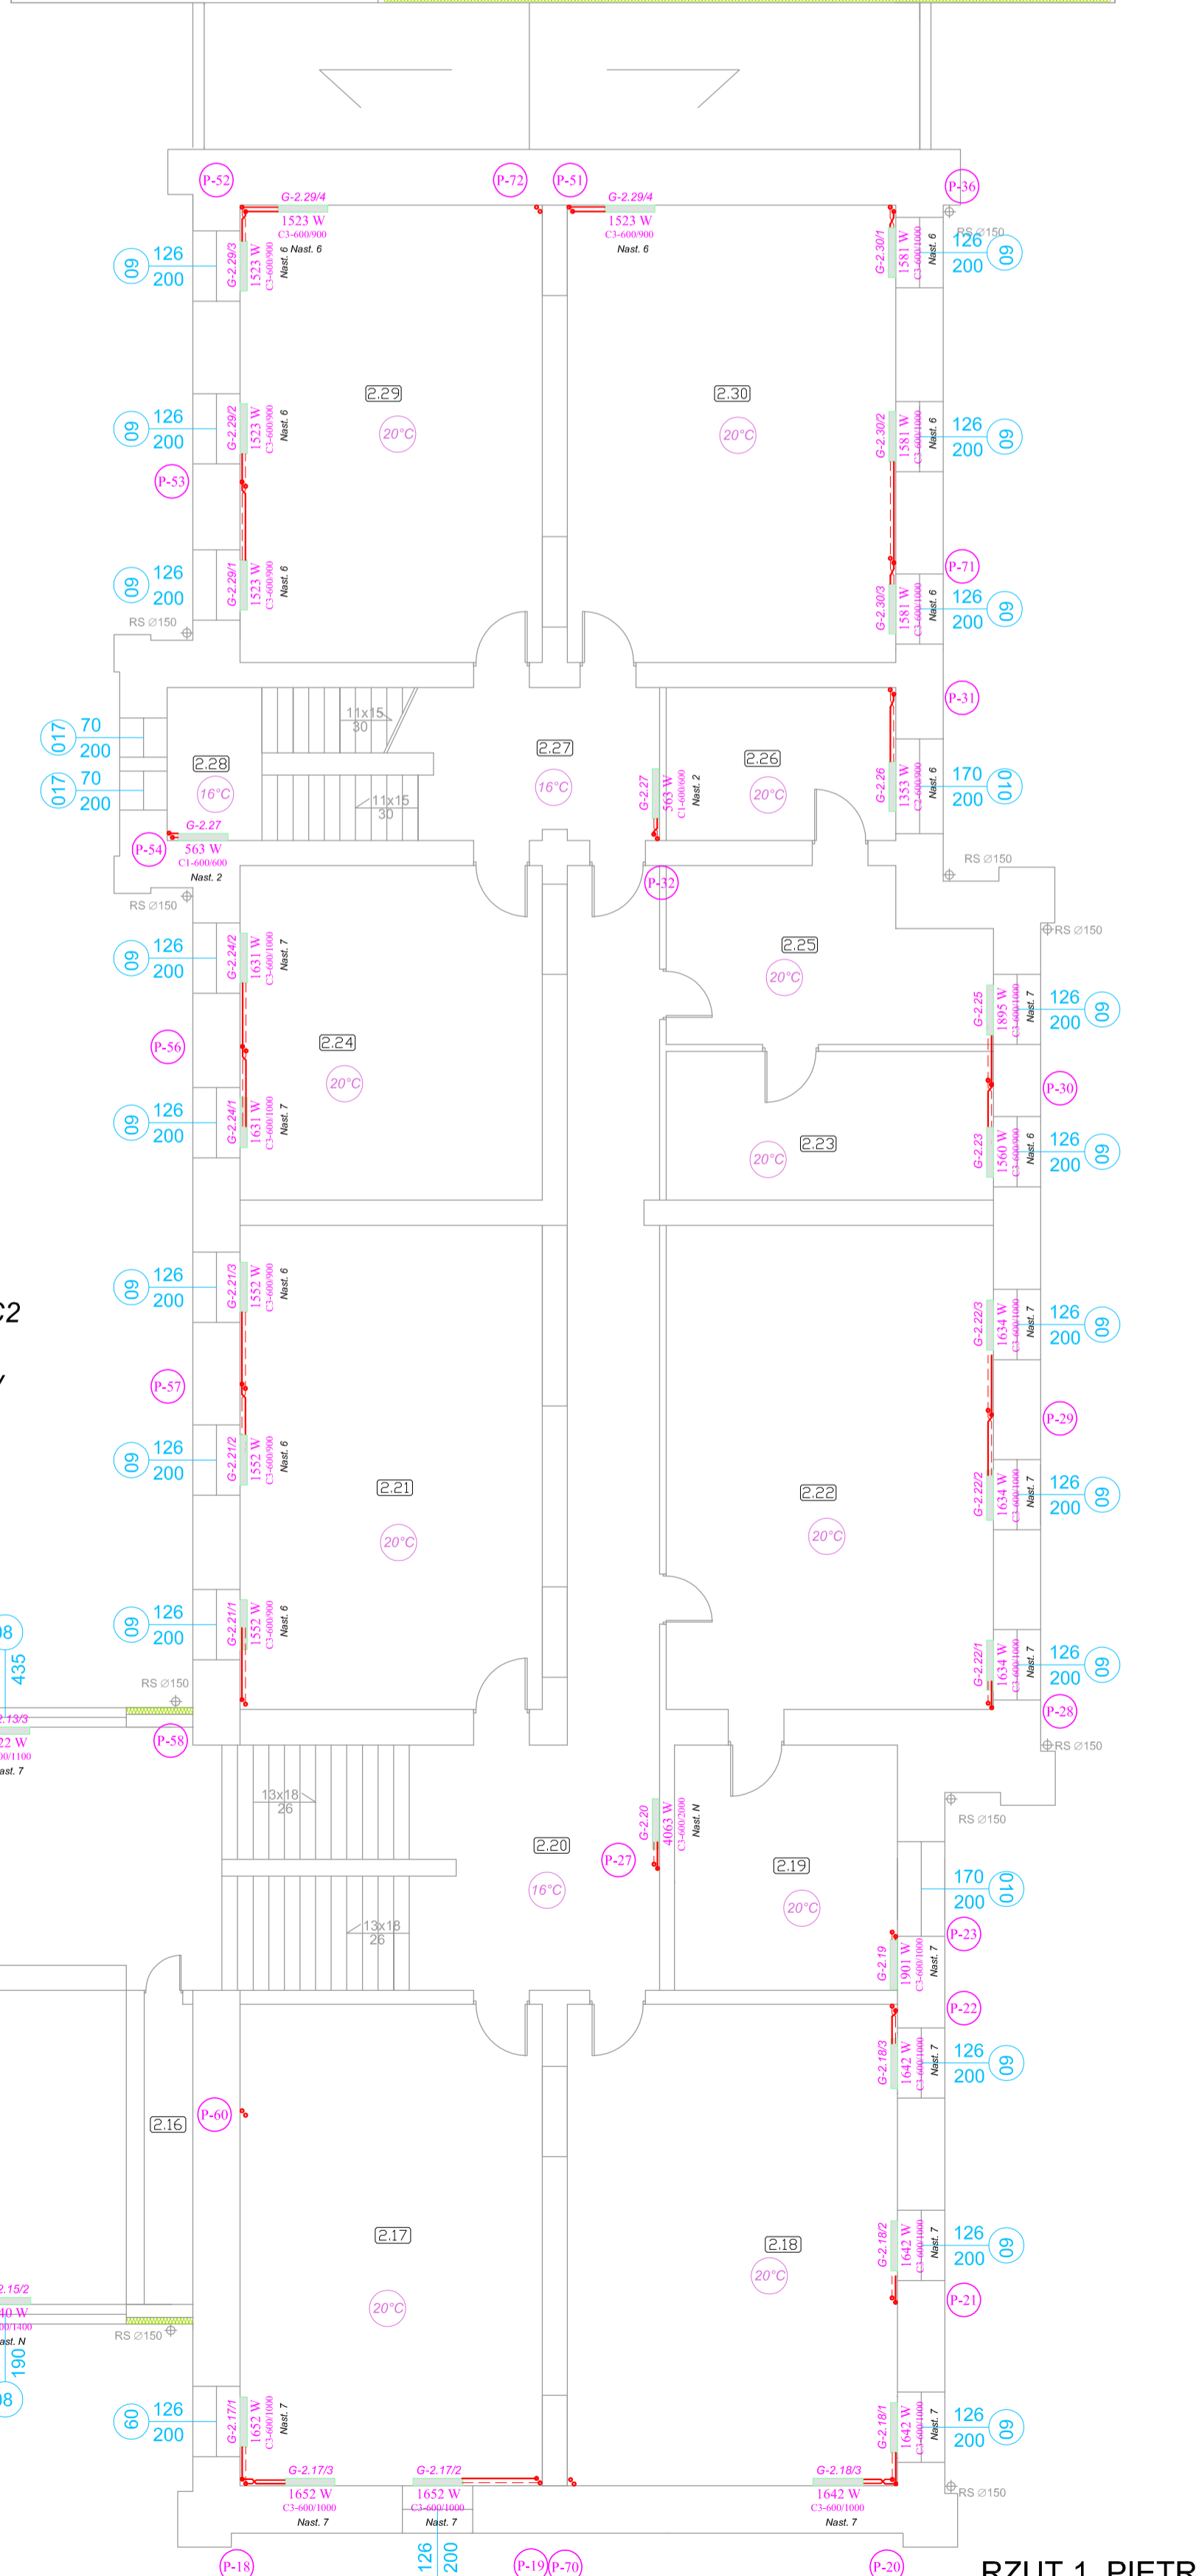 P-52
P-72
P-51
P-36
G-2.29/4
1523 W
C3-600/900
Nast. 6
G-2.29/4
1523 W
C3-600/900
Nast. 6
RS Ø150
60
126
200
G-2.29/3
1523 W
C3-600/900
Nast. 6
G-2.30/1
1581 W
C3-600/1000
Nast. 6
126
200
60
2.29
20°C
2.30
20°C
60
126
200
G-2.29/2
1523 W
C3-600/900
Nast. 6
P-53
G-2.30/2
1581 W
C3-600/1000
Nast. 6
126
200
60
P-71
60
126
200
G-2.29/1
1523 W
C3-600/900
Nast. 6
RS Ø150
G-2.30/3
1581 W
C3-600/1000
Nast. 6
126
200
60
P-31
017
70
200
017
70
200
2.28
16°C
11x15
30
11x15
30
2.27
16°C
G-2.27
563 W
C1-600/600
Nast. 2
2.26
20°C
G-2.26
1353 W
C2-600/900
Nast. 6
170
200
010
P-54
G-2.27
563 W
C1-600/600
Nast. 2
P-32
RS Ø150
RS Ø150
RS Ø150
60
126
200
G-2.24/2
1631 W
C3-600/1000
Nast. 7
2.25
20°C
G-2.25
1895 W
C3-600/1000
Nast. 7
126
200
60
P-56
2.24
20°C
P-30
60
126
200
G-2.24/1
1631 W
C3-600/1000
Nast. 7
2.23
20°C
G-2.23
1560 W
C3-600/900
Nast. 6
126
200
60
60
126
200
G-2.21/3
1552 W
C3-600/900
Nast. 6
G-2.22/3
1634 W
C3-600/1000
Nast. 7
126
200
60
C2
P-57
P-29
60
126
200
G-2.21/2
1552 W
C3-600/900
Nast. 6
2.21
20°C
2.22
20°C
G-2.22/2
1634 W
C3-600/1000
Nast. 7
126
200
60
60
126
200
G-2.21/1
1552 W
C3-600/900
Nast. 6
G-2.22/1
1634 W
C3-600/1000
Nast. 7
126
200
60
435
RS Ø150
P-58
P-28
RS Ø150
2.13/3
22 W
00/1100
ast. 7
13x18
26
13x18
26
2.20
16°C
G-2.20
4063 W
C3-600/2000
Nast. N
P-27
2.19
20°C
RS Ø150
170
200
010
P-23
G-2.19
1901 W
C3-600/1000
Nast. 7
P-22
G-2.18/3
1642 W
C3-600/1000
Nast. 7
126
200
60
2.16
P-60
2.17
20°C
2.18
20°C
G-2.18/2
1642 W
C3-600/1000
Nast. 7
126
200
60
P-21
2.15/2
40 W
00/1400
ast. N
190
RS Ø150
60
126
200
G-2.17/1
1652 W
C3-600/1000
Nast. 7
G-2.18/1
1642 W
C3-600/1000
Nast. 7
126
200
60
G-2.17/3
1652 W
C3-600/1000
Nast. 7
G-2.17/2
1652 W
C3-600/1000
Nast. 7
G-2.18/3
1642 W
C3-600/1000
Nast. 7
RS Ø150
126
200
P-18
P-19
P-70
P-20
RZUT 1. PIĘTR